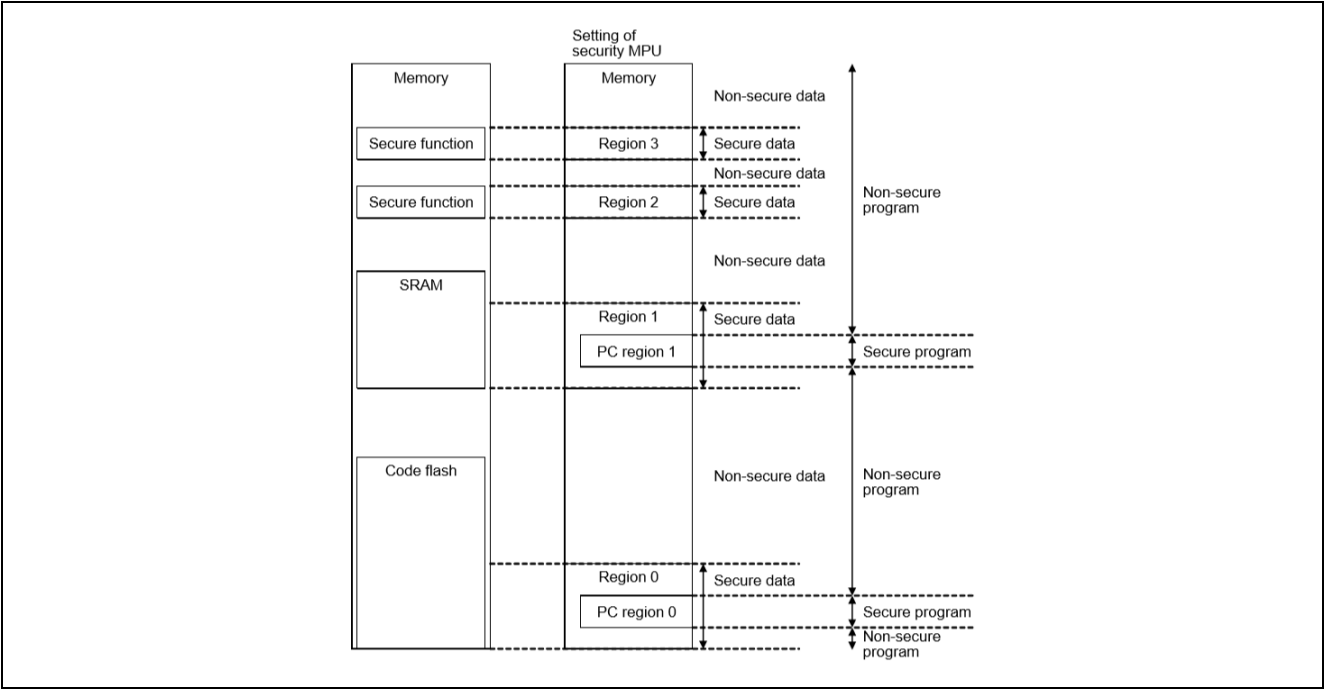 Setting of
security MPU
Memory
Memory
Non-secure data
Secure function
Region 3
Secure data
Non-secure data
Non-secure
program
Secure function
Region 2
Secure data
Non-secure data
SRAM
Region 1
Secure data
PC region 1
Secure program
Code flash
Non-secure data
Non-secure
program
Region 0
Secure data
PC region 0
Secure program
Non-secure
program